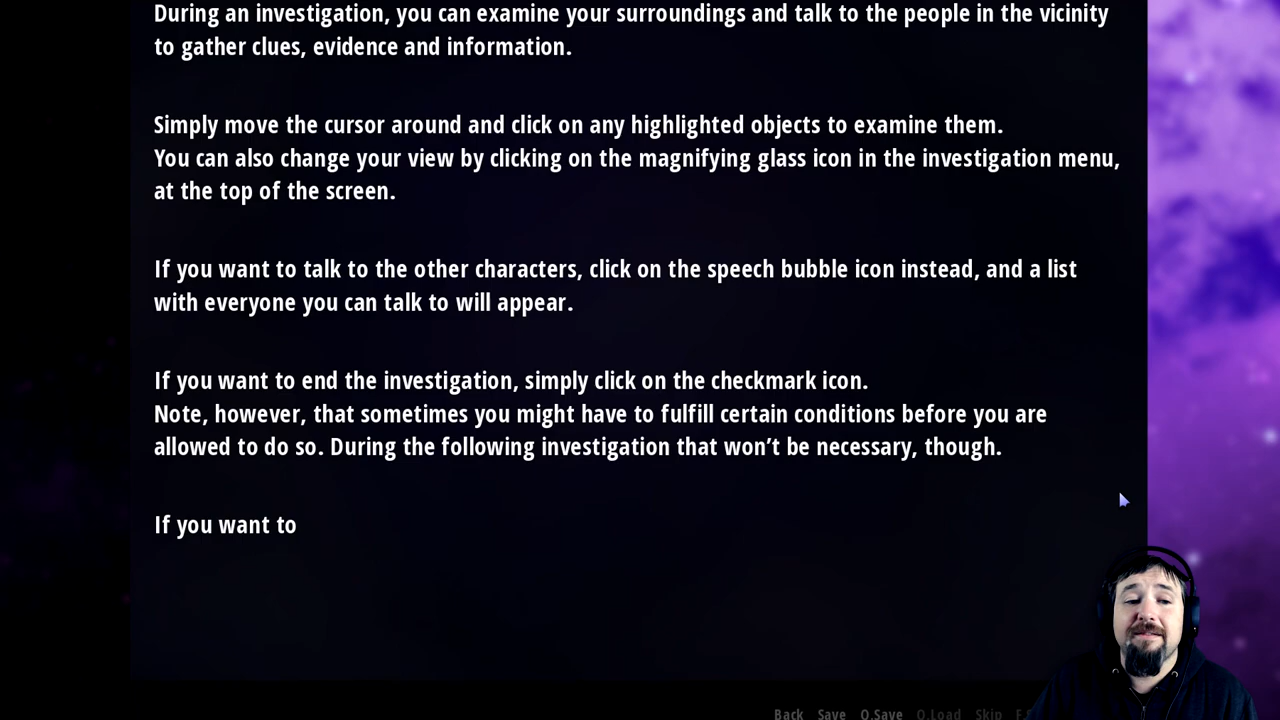 During an investigation, you can examine your surroundings and talk to the people in the vicinity
to gather clues, evidence and information.
Simply move the cursor around and click on any highlighted objects to examine them.
You can also change your view by clicking on the magnifying glass icon in the investigation menu,
at the top of the screen.
If you want to talk to the other characters, click on the speech bubble icon instead, and a list
with everyone you can talk to will appear.
If you want to end the investigation, simply click on the checkmark icon.
Note, however, that sometimes you might have to fulfill certain conditions before you are
allowed to do so. During the following investigation that won’t be necessary, though.
If you want to
Back Save Q.Save Q.Load Skip